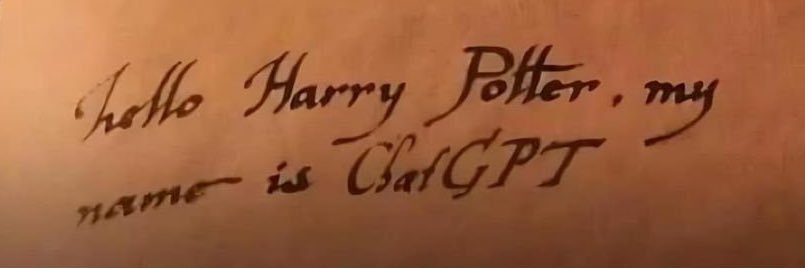 hello Harry Potter. my
name is ChatGPT